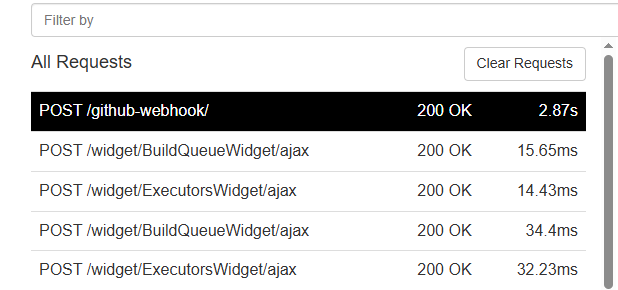 Filter by
All Requests Clear Requests
POST /github-webhook/ 200 OK 2.87s
POST /widget/BuildQueueWidget/ajax 200 OK 15.65ms
POST /widget/ExecutorsWidget/ajax 200 OK 14.43ms
POST /widget/BuildQueueWidget/ajax 200 OK 34.4ms
POST /widget/ExecutorsWidget/ajax 200 OK 32.23ms